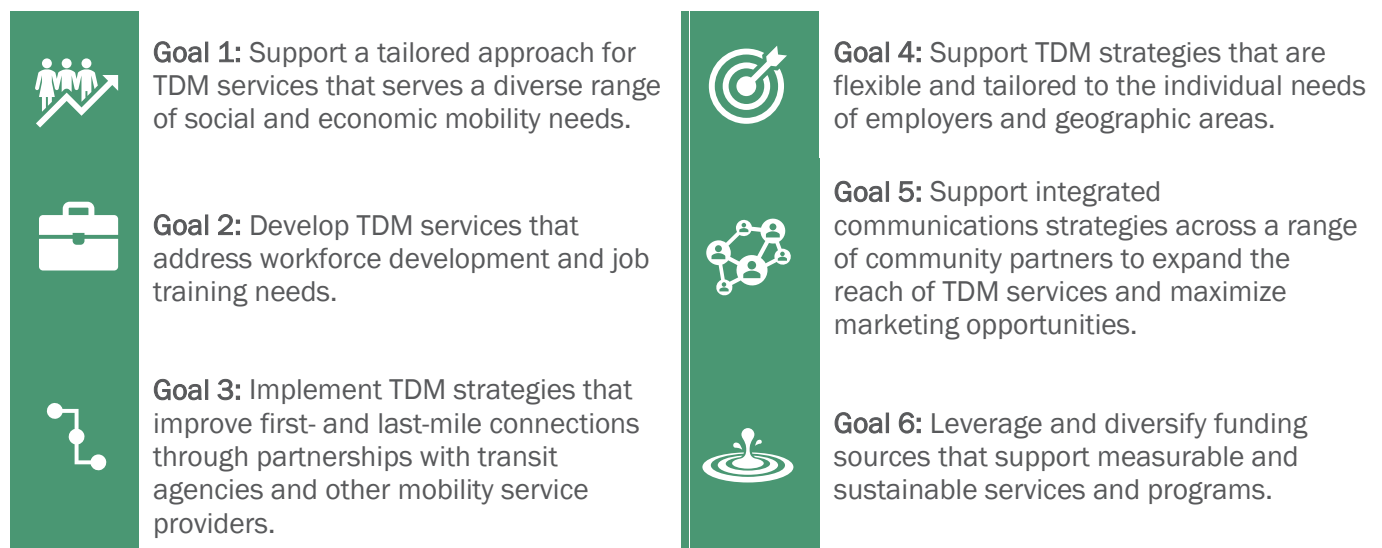 Goal 1: Support a tailored approach for
TDM services that serves a diverse range
of social and economic mobility needs.
Goal 2: Develop TDM services that
address workforce development and job
training needs.
Goal 3: Implement TDM strategies that
improve first- and last-mile connections
through partnerships with transit
agencies and other mobility service
providers.
Goal 4: Support TDM strategies that are
flexible and tailored to the individual needs
of employers and geographic areas.
Goal 5: Support integrated
communications strategies across a range
of community partners to expand the
reach of TDM services and maximize
marketing opportunities.
Goal 6: Leverage and diversify funding
sources that support measurable and
sustainable services and programs.